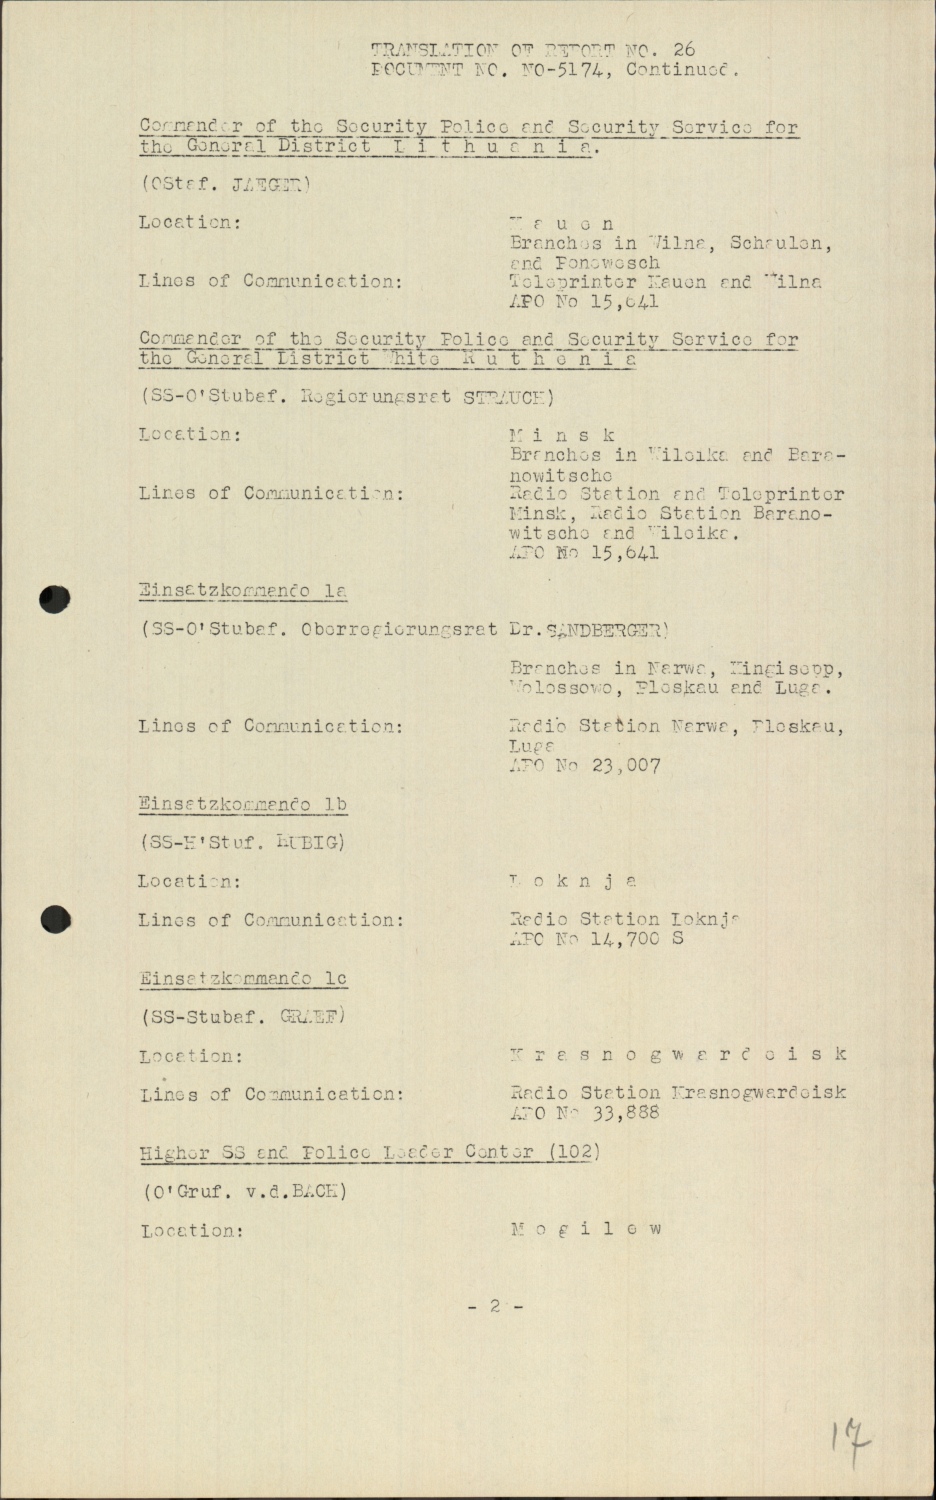 TRANSLATION OF REPORT NO. 26
DOCUMENT NO. NO-5174, Continued.
Commander of the Security Police and Security Service for
the General District L i t h u a n i a.
(OStaf. JAEGER)
Location:
K a u e n
Branches in Wilna, Schaulen,
and Ponewesch
Lines of Communication:
Teleprinter Kauen and Wilna
APO No 15,641
Commander of the Security Police and Security Service for
the General District White R u t h e n i a
(SS-O'Stubaf. Regierungsrat STRAUCH)
Location:
M i n s k
Branches in Wileika and Bara-
nowitsche
Lines of Communication:
Radio Station and Teleprinter
Minsk, Radio Station Barano-
witsche and Wileika.
APO No 15,641
Einsatzkommando 1a
(SS-O'Stubaf. Oberregierungsrat Dr.SANDBERGER)
Branches in Narwa, Kingisepp,
Wolossowo, Pleskau and Luga.
Lines of Communication:
Radio Station Narwa, Pleskau,
Luga
APO No 23,007
Einsatzkommando 1b
(SS-H'Stuf. HUBIG)
Location:
L o k n j a
Lines of Communication:
Radio Station Loknja
APO No 14,700 S
Einsatzkommando 1c
(SS-Stubaf. GRAEF)
Location:
K r a s n o g w a r d e i s k
Lines of Communication:
Radio Station Krasnogwardeisk
APO No 33,888
Higher SS and Police Leader Center (102)
(O'Gruf. v.d.BACH)
Location:
M o g i l e w
- 2 -
17